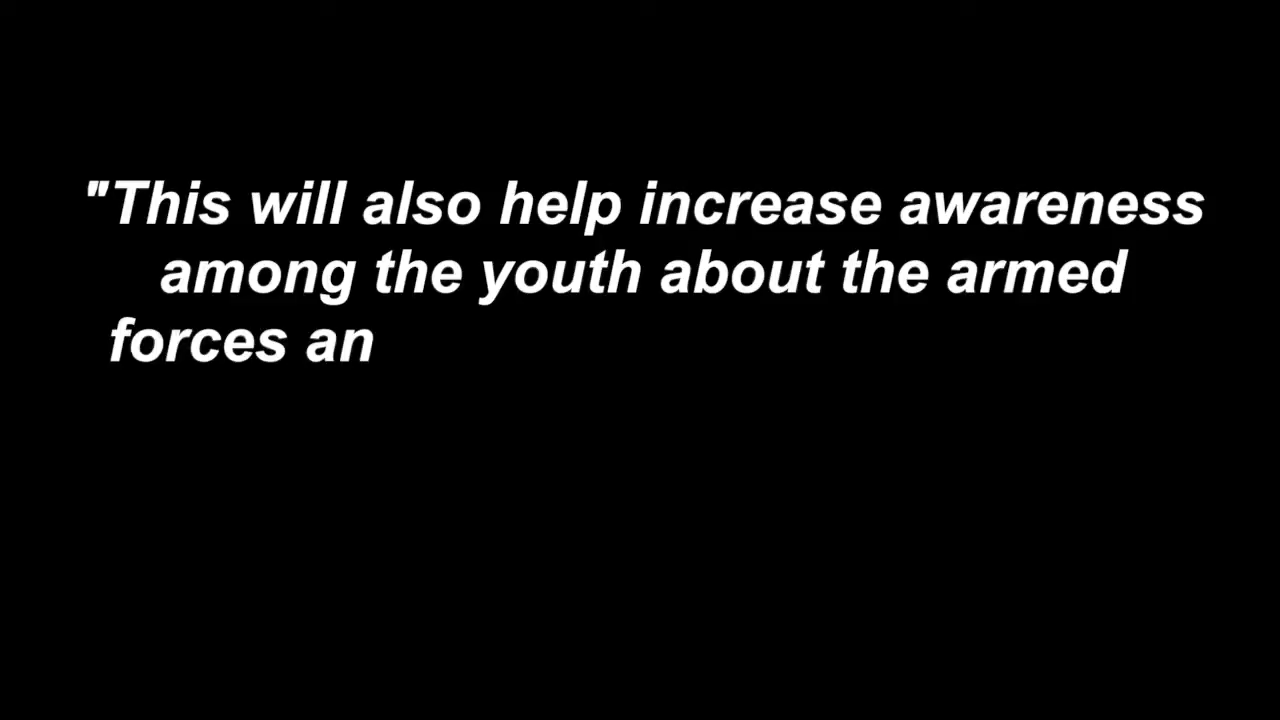 "This will also help increase awareness
among the youth about the armed
forces an